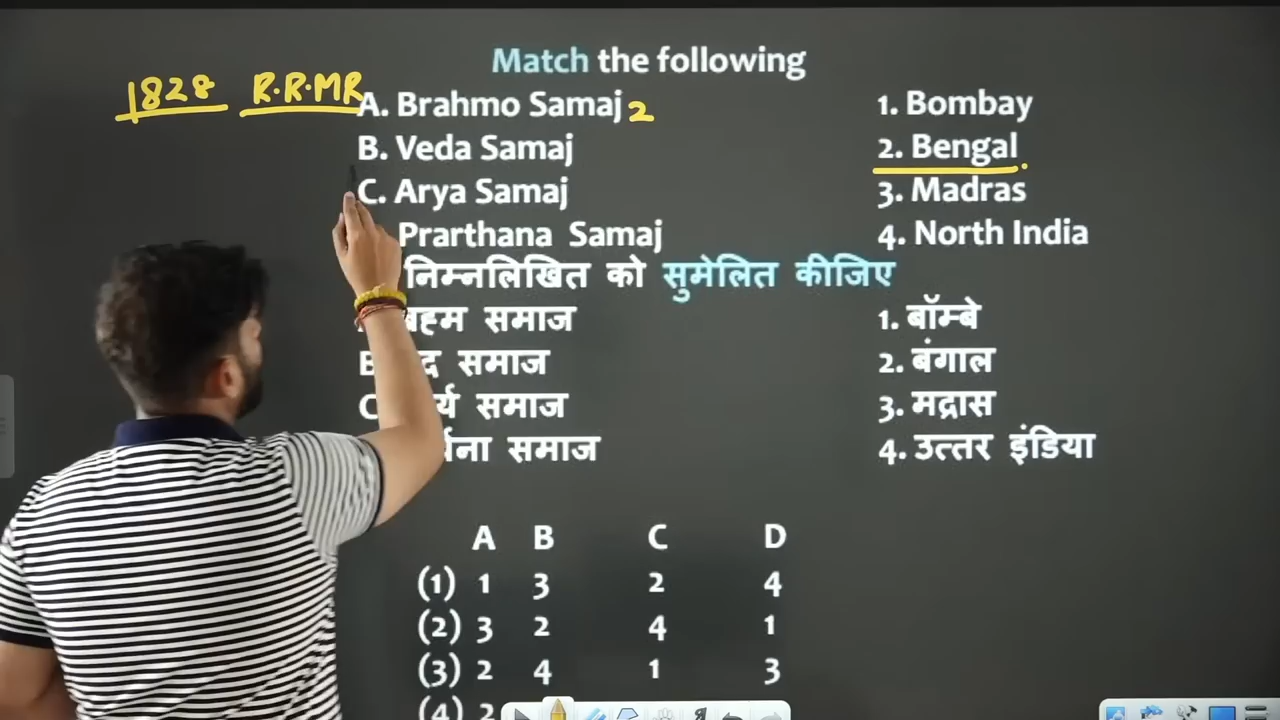 Match the following
1828 R.R.MR
A. Brahmo Samaj 2 1. Bombay
B. Veda Samaj 2. Bengal
C. Arya Samaj 3. Madras
Prarthana Samaj 4. North India
निम्नलिखित को सुमेलित कीजिए
समाज 1. बॉम्बे
समाज 2. बंगाल
C समाज 3. मद्रास
समाज 4. उत्तर इंडिया
A B C D
(1) 1 3 2 4
(2) 3 2 4 1
(3) 2 4 1 3
(4) 2